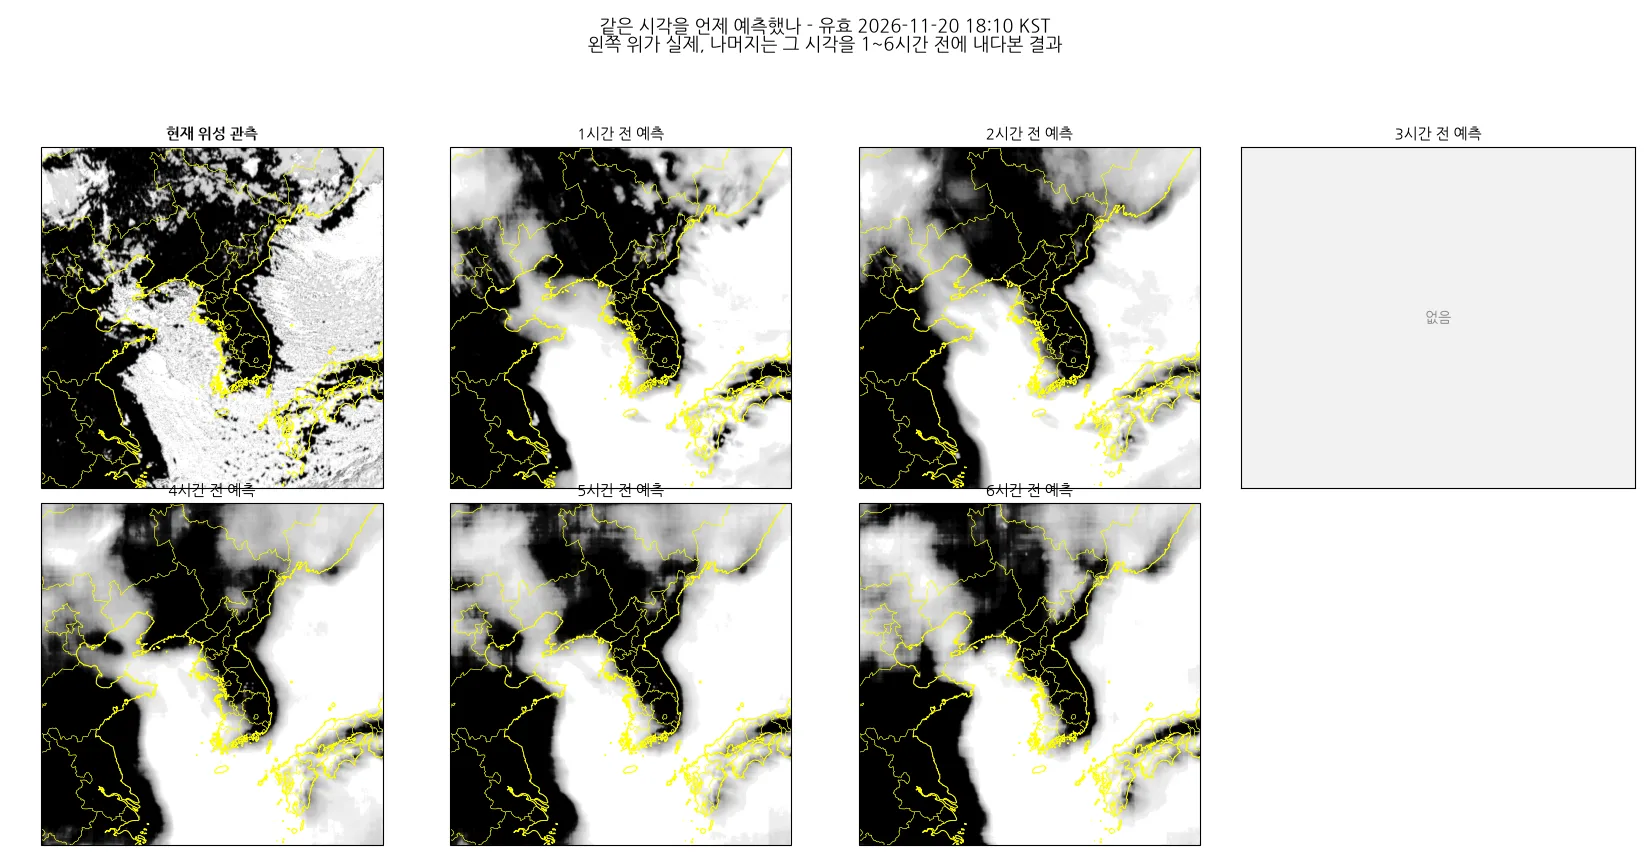 같은 시각을 언제 예측했나 - 유효 2026-11-20 18:10 KST
왼쪽 위가 실제, 나머지는 그 시각을 1~6시간 전에 내다본 결과
현재 위성 관측
1시간 전 예측
2시간 전 예측
3시간 전 예측
없음
4시간 전 예측
5시간 전 예측
6시간 전 예측